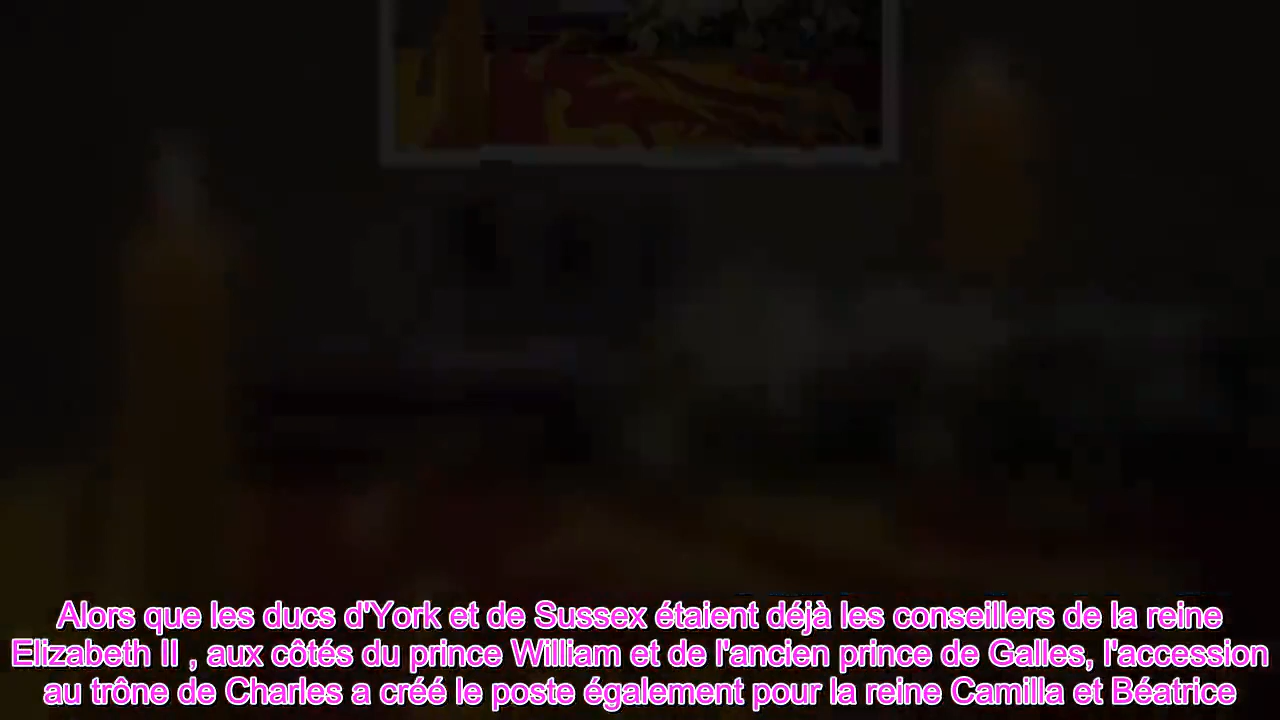 Alors que les ducs d'York et de Sussex étaient déjà les conseillers de la reine
Elizabeth II , aux côtés du prince William et de l'ancien prince de Galles, l'accession
au trône de Charles a créé le poste également pour la reine Camilla et Béatrice